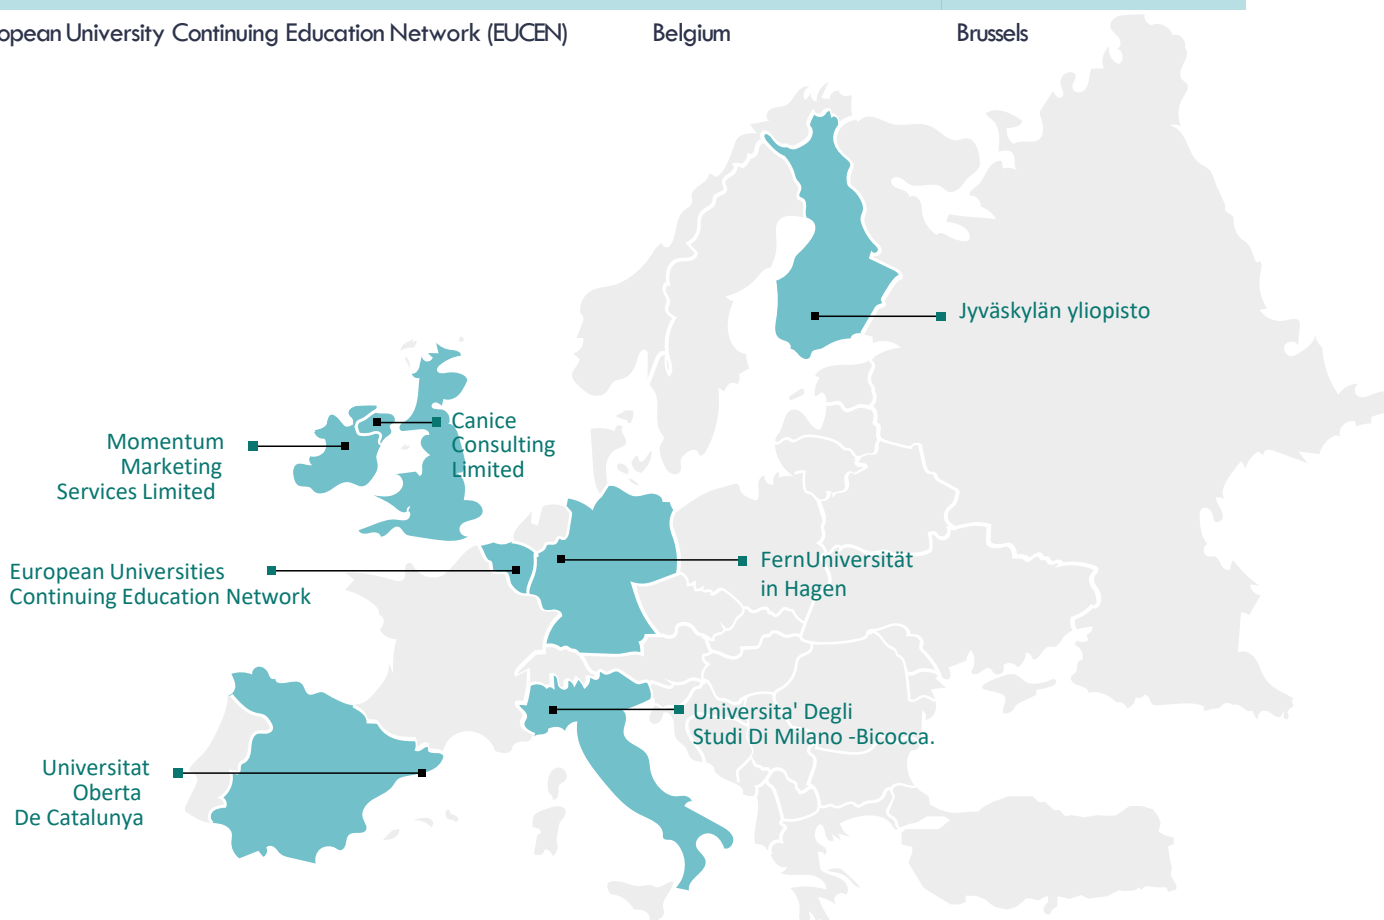 opean University Continuing Education Network (EUCEN) Belgium Brussels
Jyväskylän yliopisto
Canice
Consulting
Limited
Momentum
Marketing
Services Limited
FernUniversität
in Hagen
European Universities
Continuing Education Network
Universita' Degli
Studi Di Milano -Bicocca.
Universitat
Oberta
De Catalunya